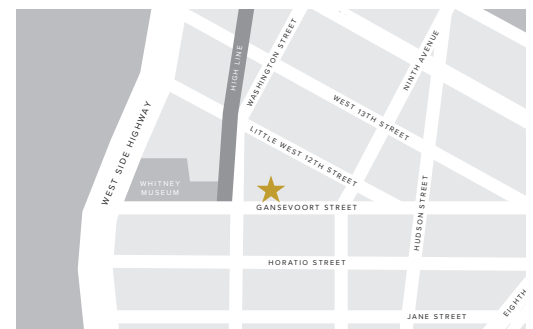 HIGH LINE
WASHINGTON STREET
NINTH AVENUE
WEST 13TH STREET
WEST SIDE HIGHWAY
LITTLE WEST 12TH STREET
WHITNEY
MUSEUM
GANSEVOORT STREET
HUDSON STREET
HORATIO STREET
EIGHTH
JANE STREET